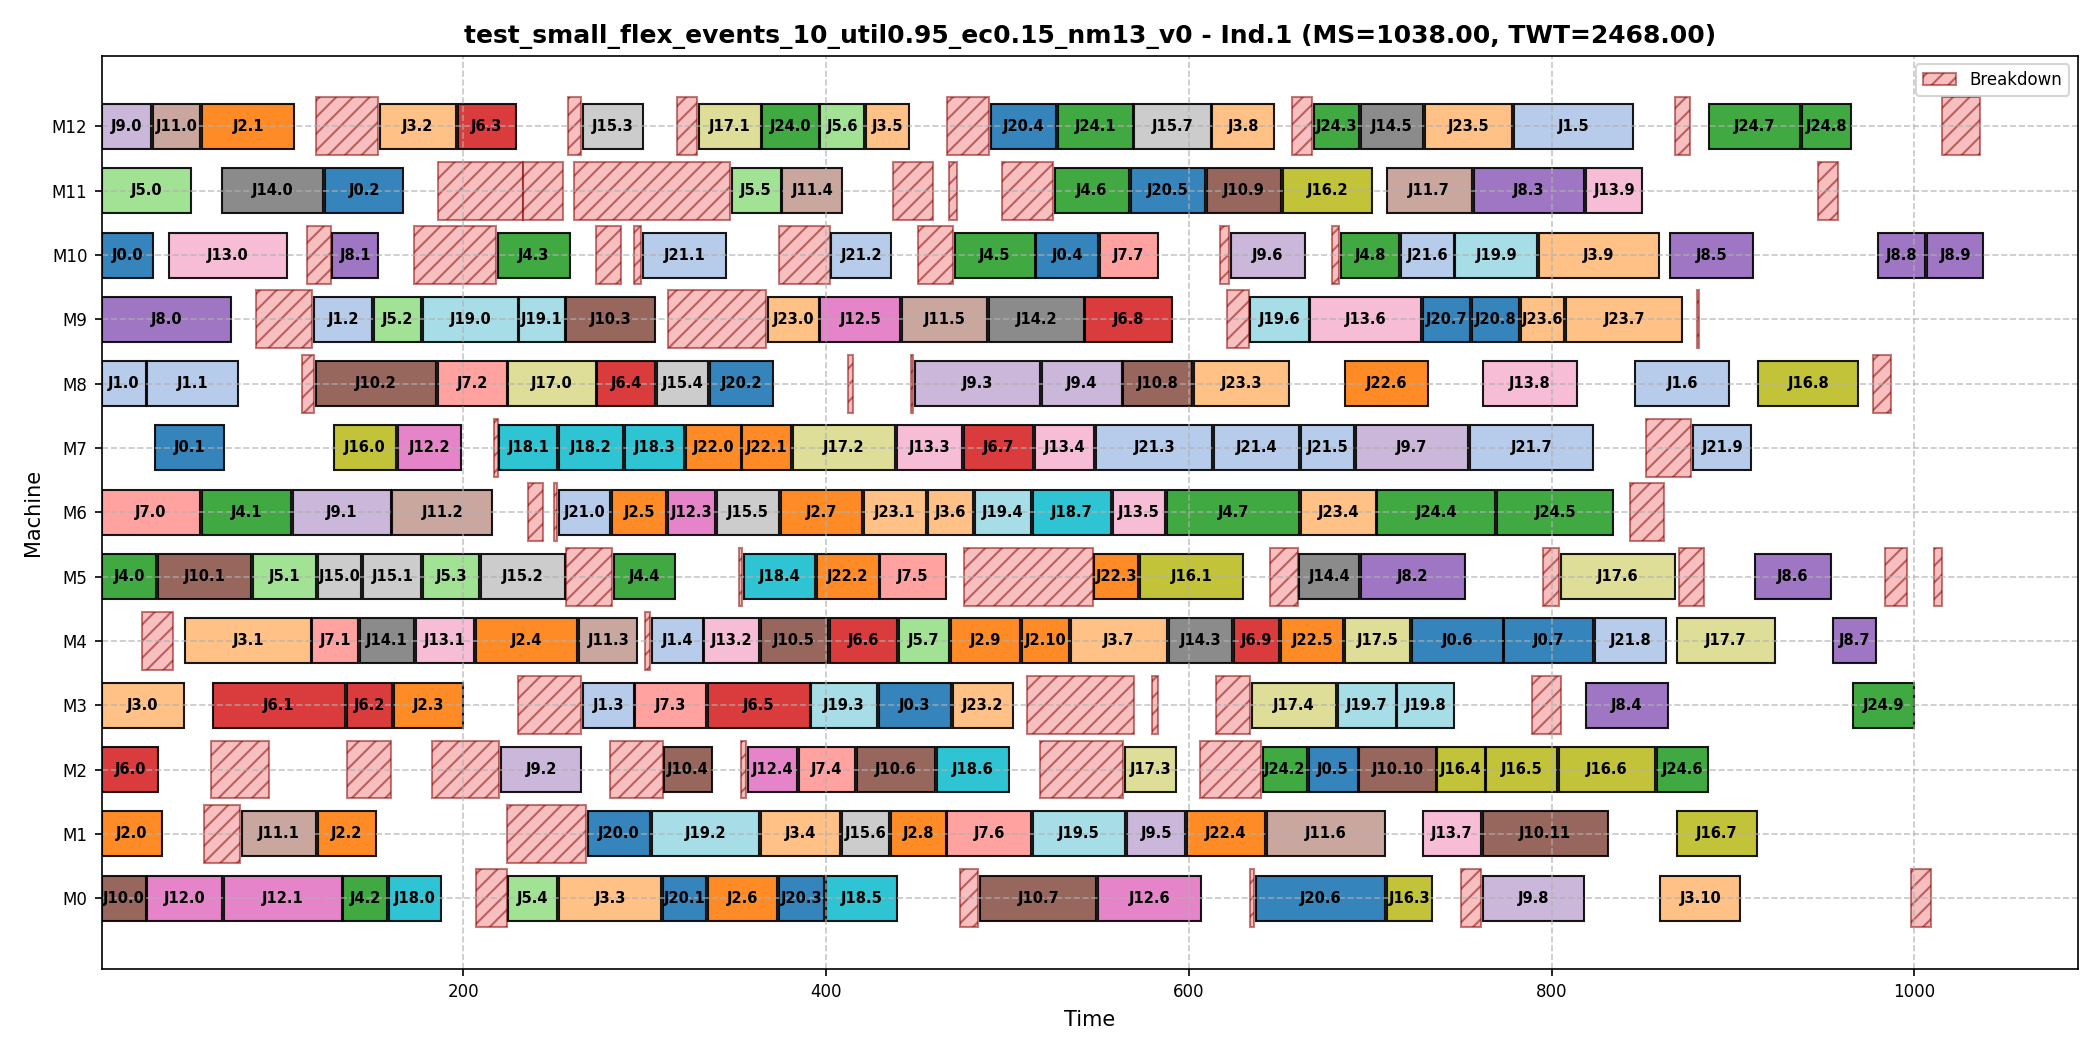 test_small_flex_events_10_util0.95_ec0.15_nm13_v0 - Ind.1 (MS=1038.00, TWT=2468.00)
Breakdown
M12 J9.0 J11.0 J2.1 J3.2 J6.3 J15.3 J17.1 J24.0 J5.6 J3.5 J20.4 J24.1 J15.7 J3.8 J24.3 J14.5 J23.5 J1.5 J24.7 J24.8
M11 J5.0 J14.0 J0.2 J5.5 J11.4 J4.6 J20.5 J10.9 J16.2 J11.7 J8.3 J13.9
M10 J0.0 J13.0 J8.1 J4.3 J21.1 J21.2 J4.5 J0.4 J7.7 J9.6 J4.8 J21.6 J19.9 J3.9 J8.5 J8.8 J8.9
M9 J8.0 J1.2 J5.2 J19.0 J19.1 J10.3 J23.0 J12.5 J11.5 J14.2 J6.8 J19.6 J13.6 J20.7 J20.8 J23.6 J23.7
M8 J1.0 J1.1 J10.2 J7.2 J17.0 J6.4 J15.4 J20.2 J9.3 J9.4 J10.8 J23.3 J22.6 J13.8 J1.6 J16.8
M7 J0.1 J16.0 J12.2 J18.1 J18.2 J18.3 J22.0 J22.1 J17.2 J13.3 J6.7 J13.4 J21.3 J21.4 J21.5 J9.7 J21.7 J21.9
M6 J7.0 J4.1 J9.1 J11.2 J21.0 J2.5 J12.3 J15.5 J2.7 J23.1 J3.6 J19.4 J18.7 J13.5 J4.7 J23.4 J24.4 J24.5
M5 J4.0 J10.1 J5.1 J15.0 J15.1 J5.3 J15.2 J4.4 J18.4 J22.2 J7.5 J22.3 J16.1 J14.4 J8.2 J17.6 J8.6
M4 J3.1 J7.1 J14.1 J13.1 J2.4 J11.3 J1.4 J13.2 J10.5 J6.6 J5.7 J2.9 J2.10 J3.7 J14.3 J6.9 J22.5 J17.5 J0.6 J0.7 J21.8 J17.7 J8.7
M3 J3.0 J6.1 J6.2 J2.3 J1.3 J7.3 J6.5 J19.3 J0.3 J23.2 J17.4 J19.7 J19.8 J8.4 J24.9
M2 J6.0 J9.2 J10.4 J12.4 J7.4 J10.6 J18.6 J17.3 J24.2 J0.5 J10.10 J16.4 J16.5 J16.6 J24.6
M1 J2.0 J11.1 J2.2 J20.0 J19.2 J3.4 J15.6 J2.8 J7.6 J19.5 J9.5 J22.4 J11.6 J13.7 J10.11 J16.7
M0 J10.0 J12.0 J12.1 J4.2 J18.0 J5.4 J3.3 J20.1 J2.6 J20.3 J18.5 J10.7 J12.6 J20.6 J16.3 J9.8 J3.10
Machine
200 400 600 800 1000
Time